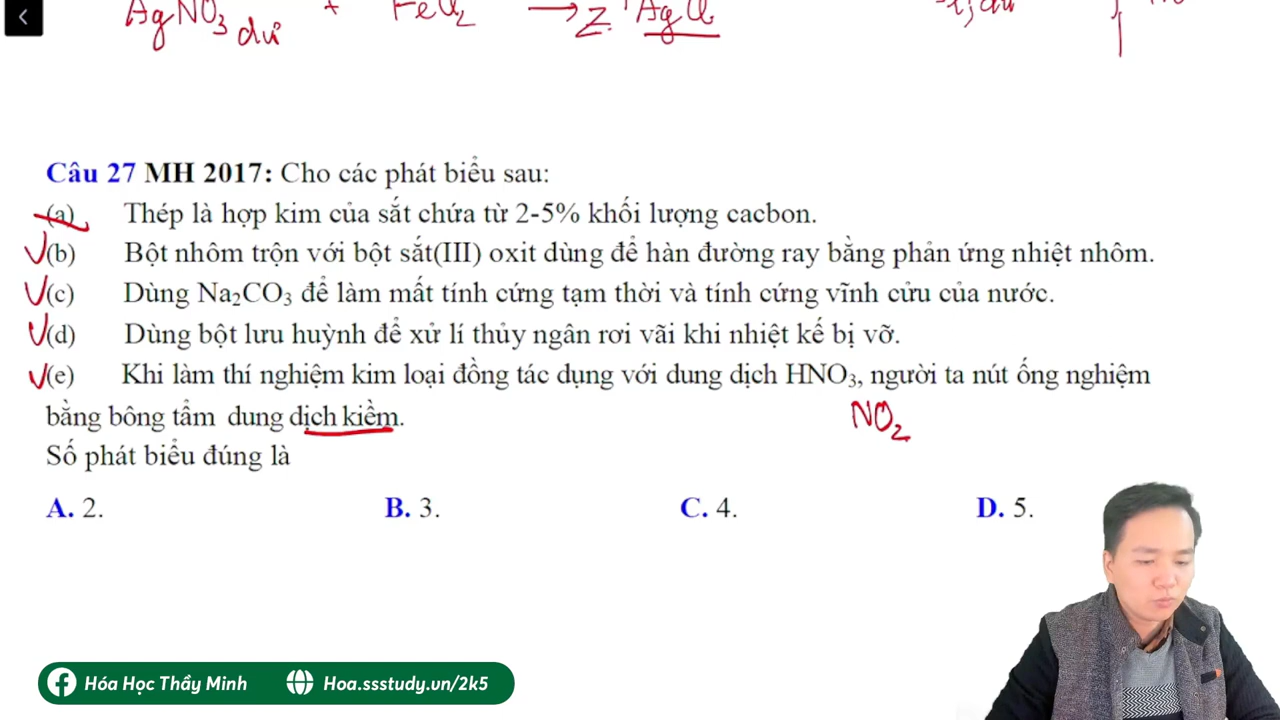 AgNO3 dư + FeCl2 → AgCl
Câu 27 MH 2017: Cho các phát biểu sau:
(a) Thép là hợp kim của sắt chứa từ 2-5% khối lượng cacbon.
(b) Bột nhôm trộn với bột sắt(III) oxit dùng để hàn đường ray bằng phản ứng nhiệt nhôm.
(c) Dùng Na2CO3 để làm mất tính cứng tạm thời và tính cứng vĩnh cửu của nước.
(d) Dùng bột lưu huỳnh để xử lí thủy ngân rơi vãi khi nhiệt kế bị vỡ.
(e) Khi làm thí nghiệm kim loại đồng tác dụng với dung dịch HNO3, người ta nút ống nghiệm
bằng bông tẩm dung dịch kiềm.
NO2
Số phát biểu đúng là
A. 2. B. 3. C. 4. D. 5.
Hóa Học Thầy Minh Hoa.ssstudy.vn/2k5